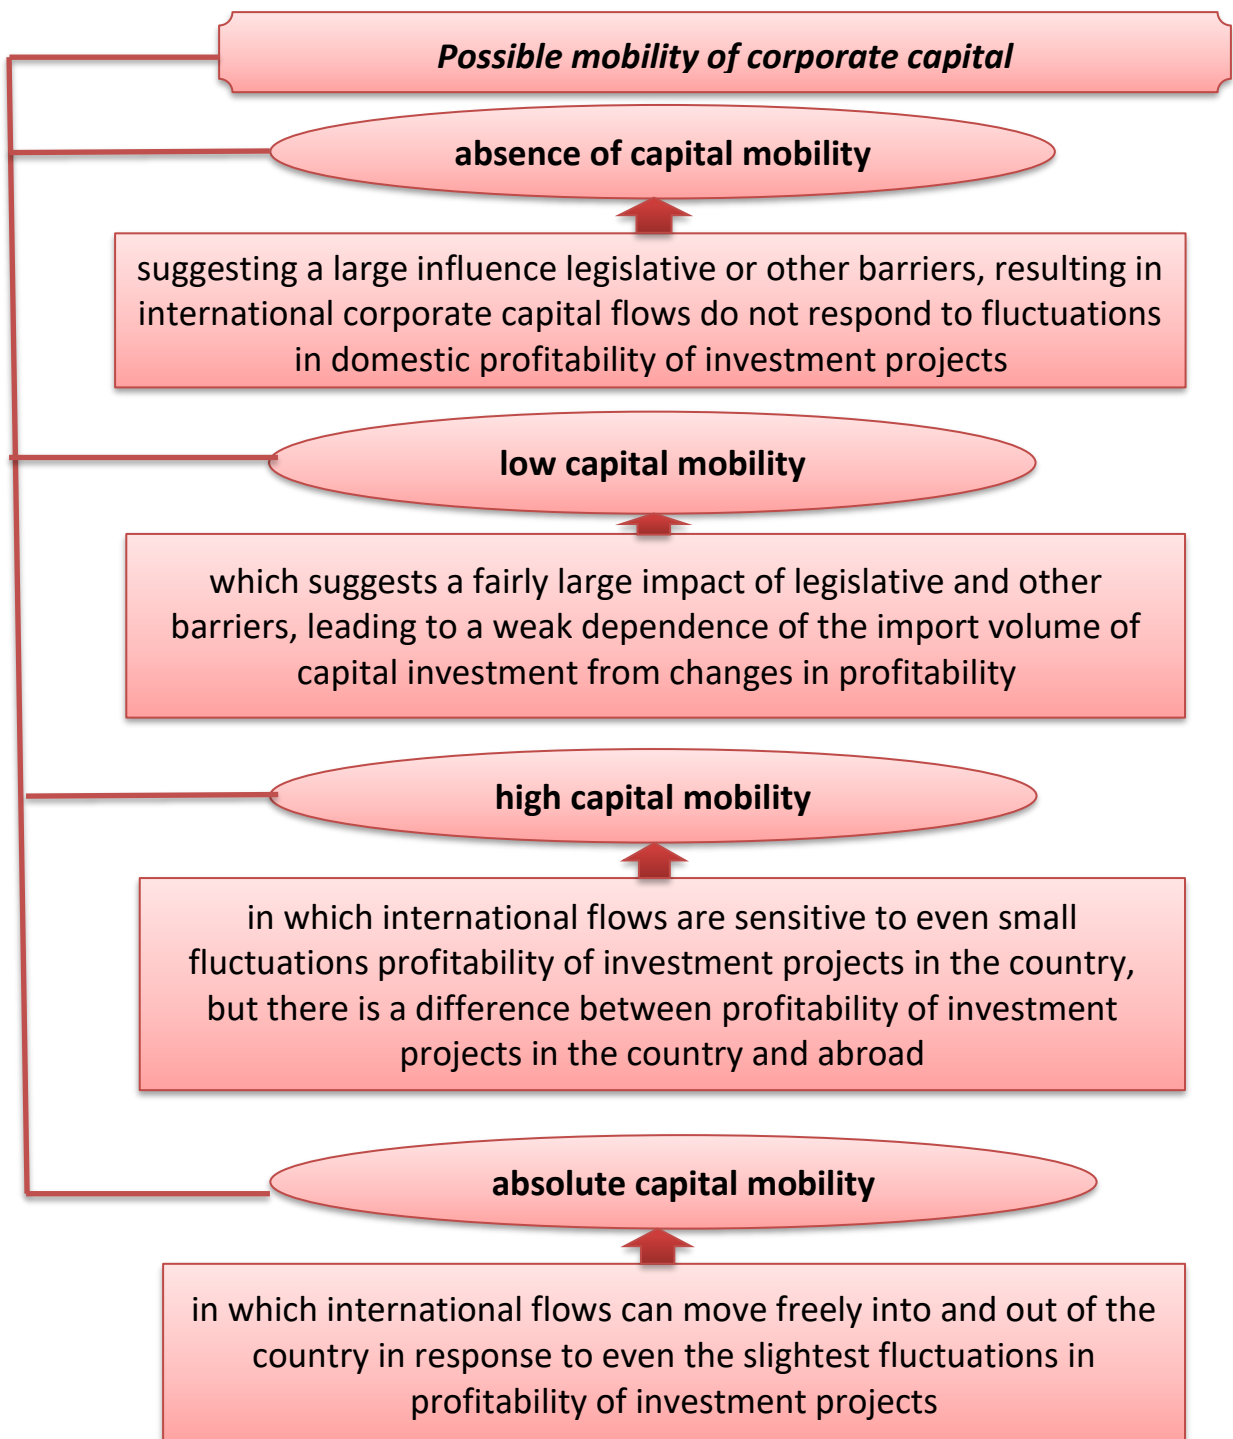 Possible mobility of corporate capital
absence of capital mobility
suggesting a large influence legislative or other barriers, resulting in
international corporate capital flows do not respond to fluctuations
in domestic profitability of investment projects
low capital mobility
which suggests a fairly large impact of legislative and other
barriers, leading to a weak dependence of the import volume of
capital investment from changes in profitability
high capital mobility
in which international flows are sensitive to even small
fluctuations profitability of investment projects in the country,
but there is a difference between profitability of investment
projects in the country and abroad
absolute capital mobility
in which international flows can move freely into and out of the
country in response to even the slightest fluctuations in
profitability of investment projects